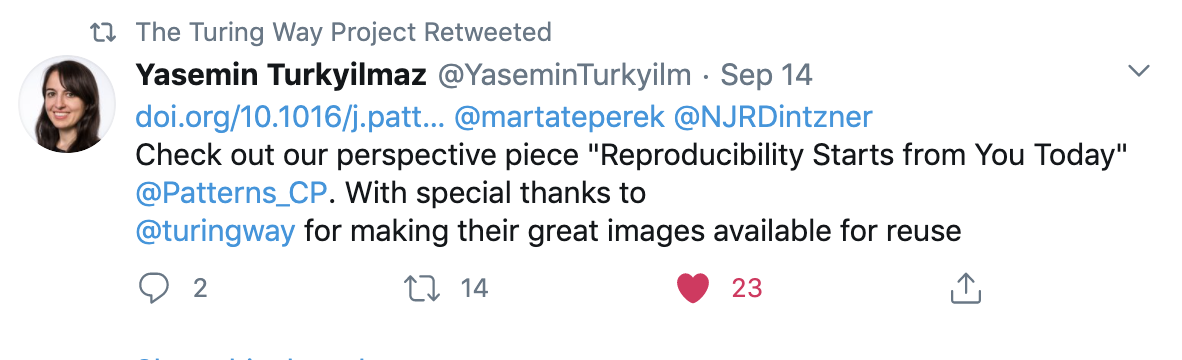 The Turing Way Project Retweeted
Yasemin Turkyilmaz @YaseminTurkyilm · Sep 14
doi.org/10.1016/j.patt... @martateperek @NJRDintzner
Check out our perspective piece "Reproducibility Starts from You Today"
@Patterns_CP. With special thanks to
@turingway for making their great images available for reuse
2 14 23